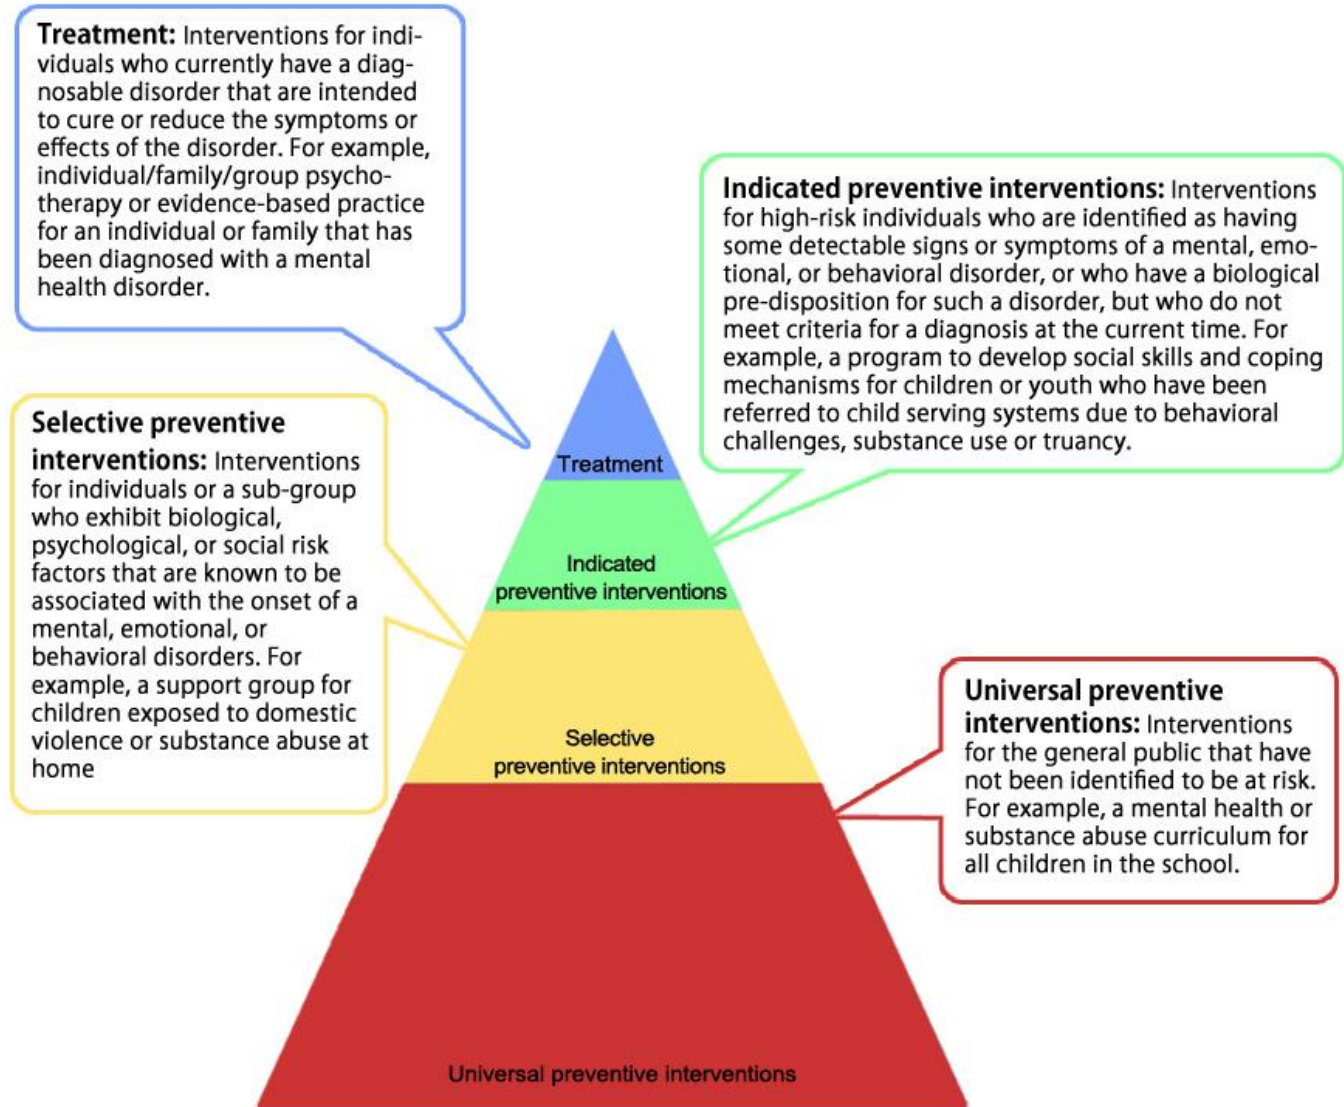 Treatment: Interventions for indi-
viduals who currently have a diag-
nosable disorder that are intended
to cure or reduce the symptoms or
effects of the disorder. For example,
individual/family/group psycho-
therapy or evidence-based practice
for an individual or family that has
been diagnosed with a mental
health disorder.
Indicated preventive interventions: Interventions
for high-risk individuals who are identified as having
some detectable signs or symptoms of a mental, emo-
tional, or behavioral disorder, or who have a biological
pre-disposition for such a disorder, but who do not
meet criteria for a diagnosis at the current time. For
example, a program to develop social skills and coping
mechanisms for children or youth who have been
referred to child serving systems due to behavioral
challenges, substance use or truancy.
Selective preventive
interventions: Interventions
for individuals or a sub-group
who exhibit biological,
psychological, or social risk
factors that are known to be
associated with the onset of a
mental, emotional, or
behavioral disorders. For
example, a support group for
children exposed to domestic
violence or substance abuse at
home
Universal preventive
interventions: Interventions
for the general public that have
not been identified to be at risk.
For example, a mental health or
substance abuse curriculum for
all children in the school.
Treatment
Indicated
preventive interventions
Selective
preventive interventions
Universal preventive interventions